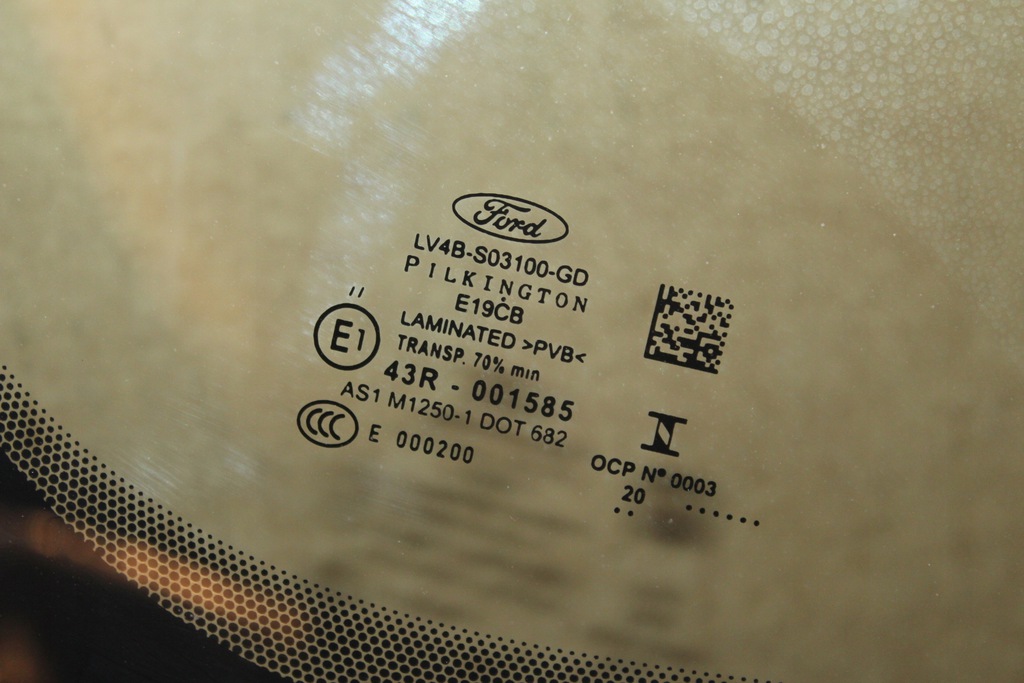 Ford
LV4B-S03100-GD
PILKINGTON
E19CB
LAMINATED >PVB<
TRANSP. 70% min
E1
43R - 001585
AS1 M1250-1 DOT 682
CCC E 000200
I
OCP Nº 0003
20